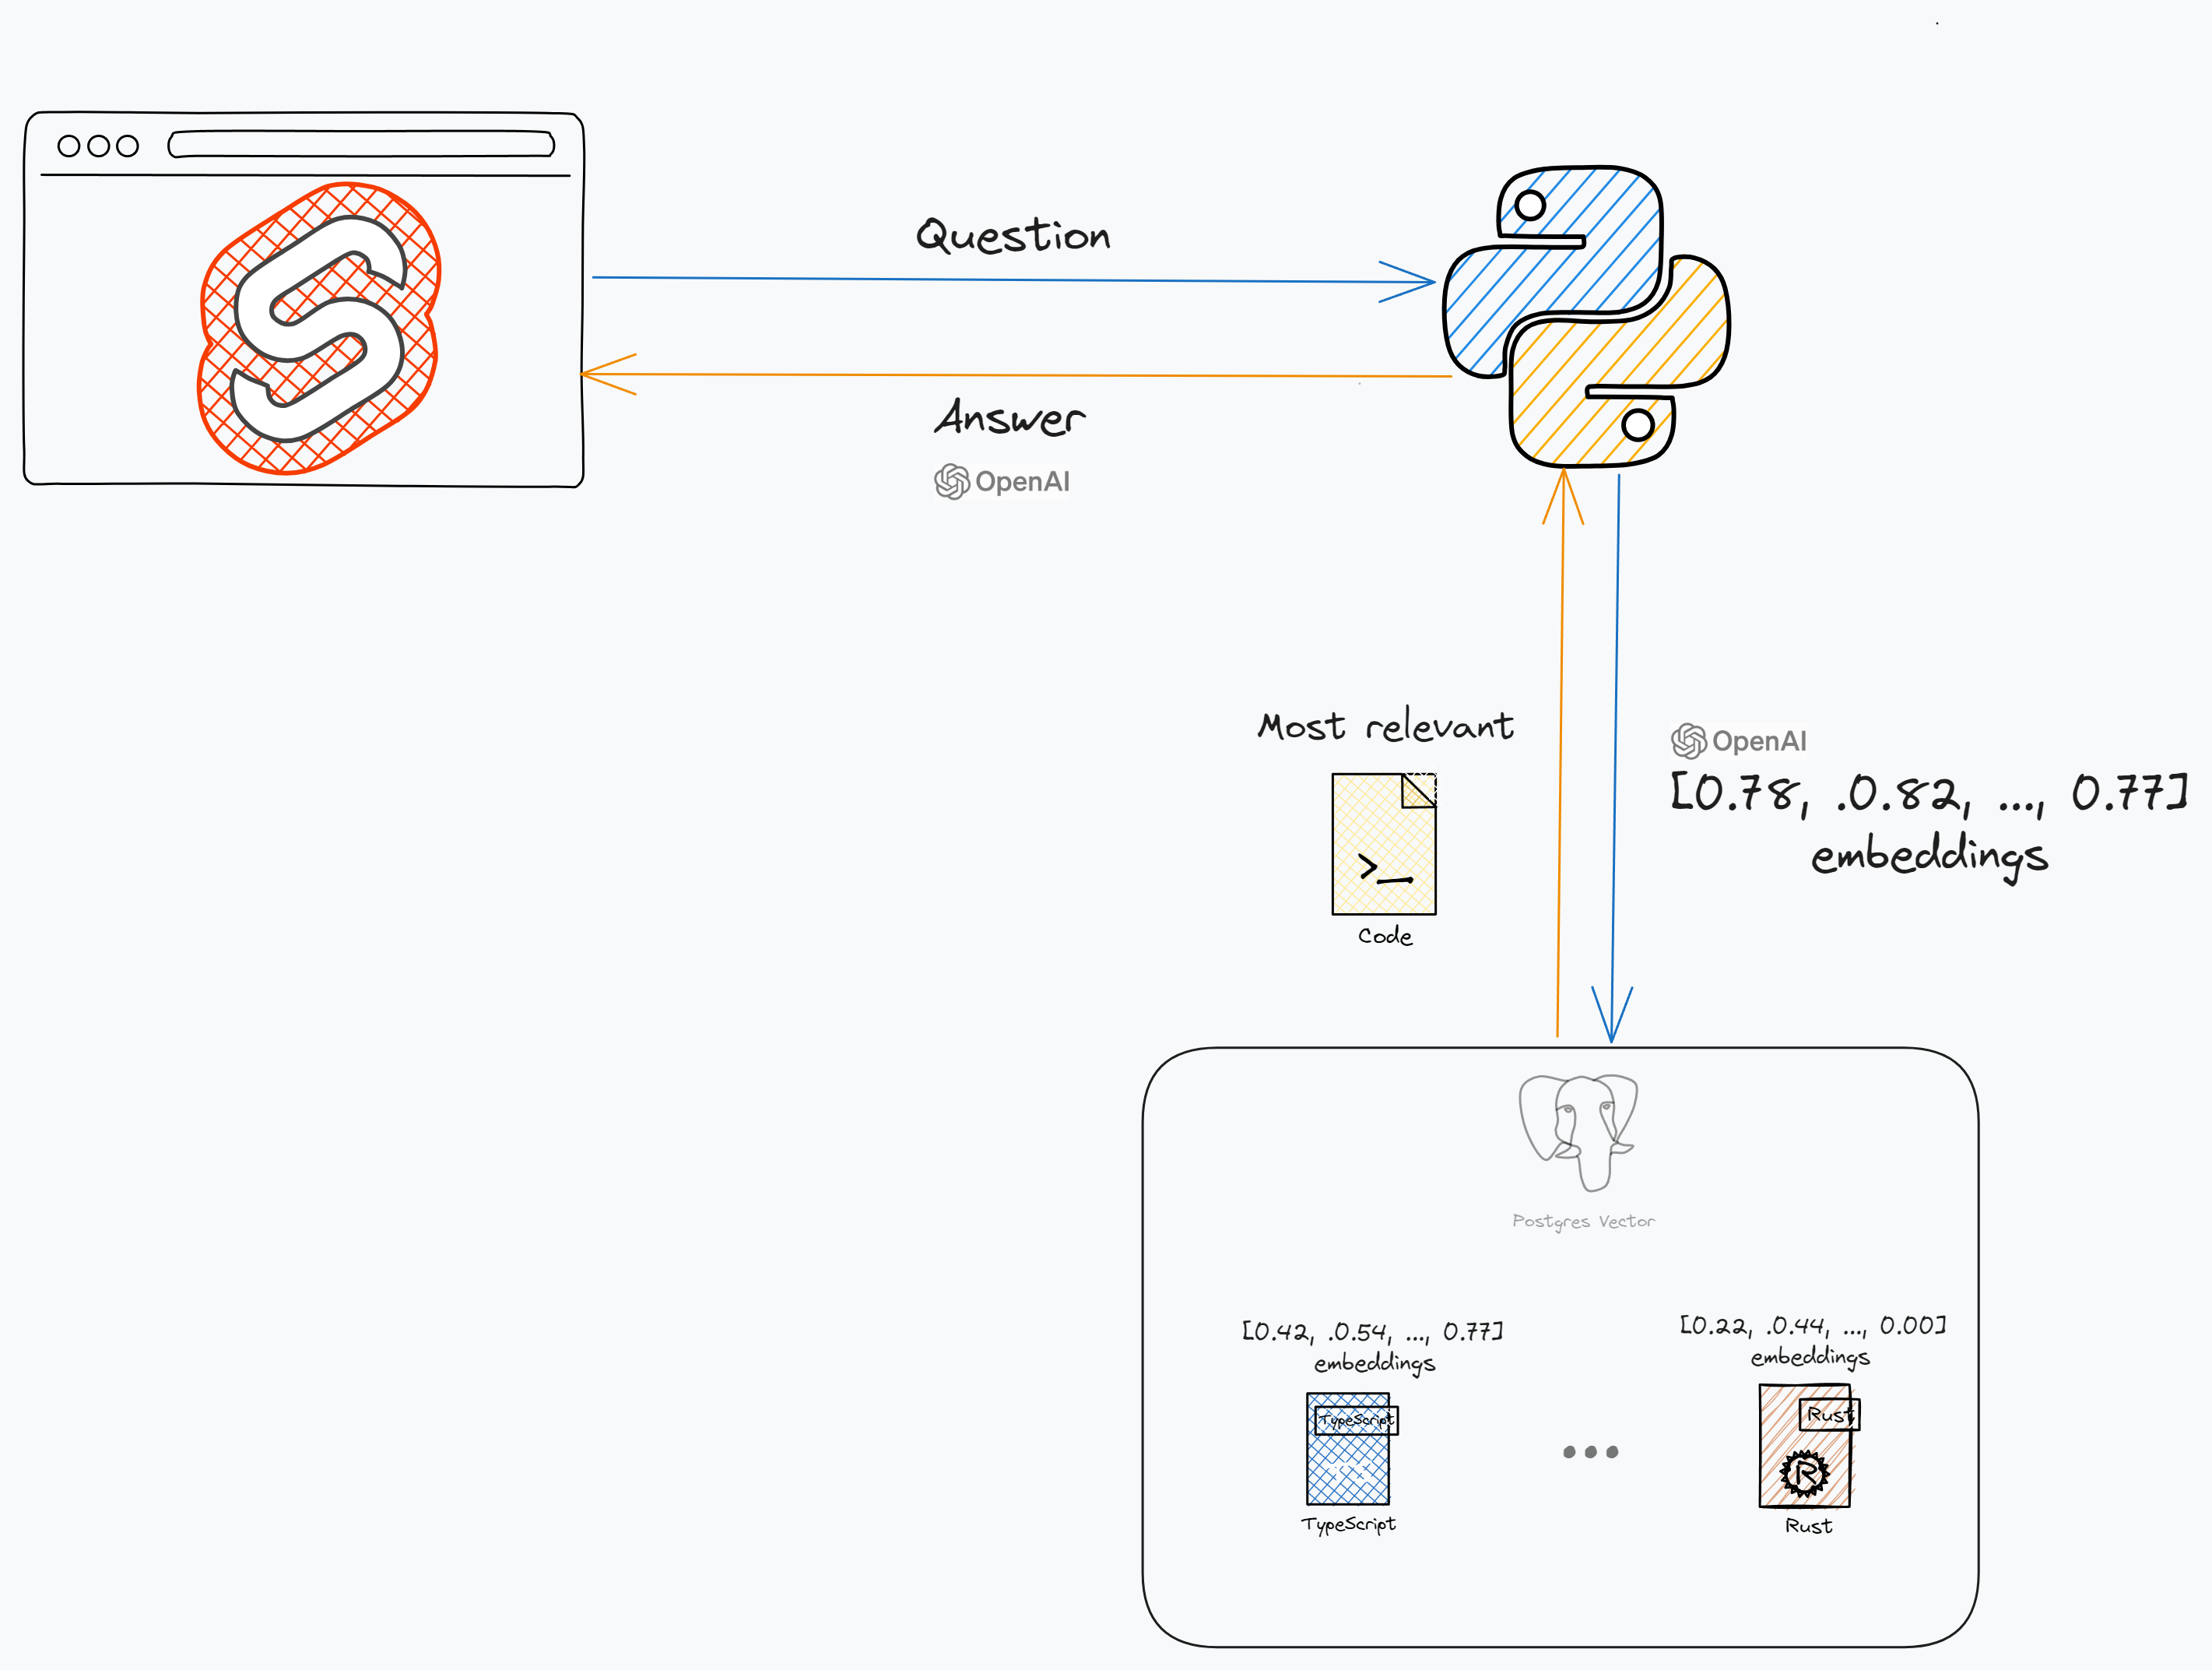 Question
Answer
OpenAI
Most relevant
>_
Code
OpenAI
[0.78, .0.82, ..., 0.77]
embeddings
Postgres Vector
[0.42, .0.54, ..., 0.77]
embeddings
TypeScript
TypeScript
...
[0.22, .0.44, ..., 0.00]
embeddings
Rust
R
Rust